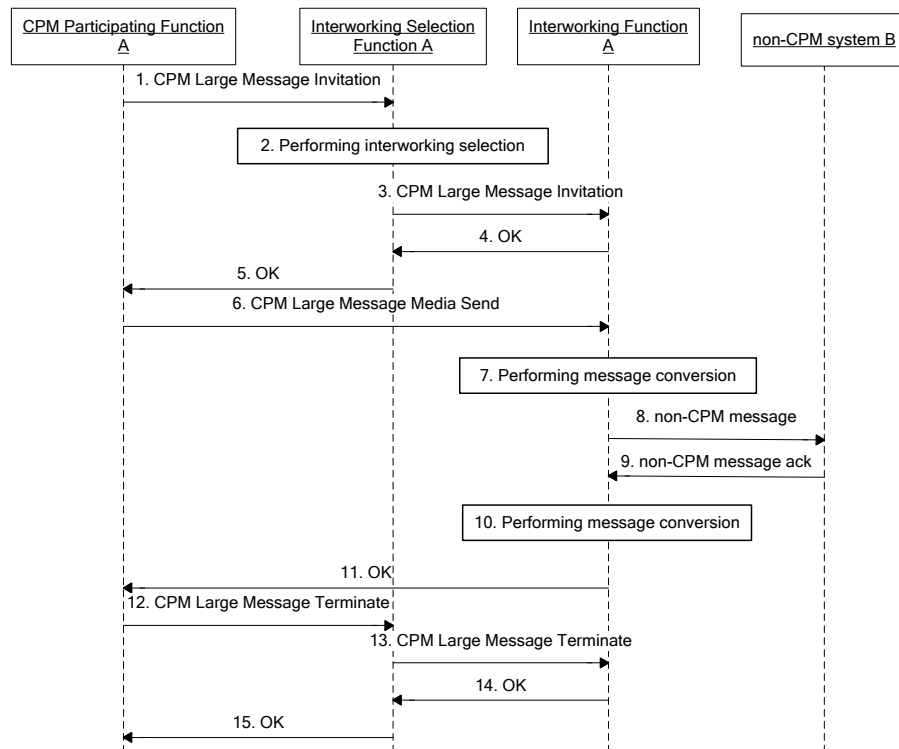 CPM Participating Function
A
Interworking Selection
Function A
Interworking Function
A
non-CPM system B
1. CPM Large Message Invitation
2. Performing interworking selection
3. CPM Large Message Invitation
4. OK
5. OK
6. CPM Large Message Media Send
7. Performing message conversion
8. non-CPM message
9. non-CPM message ack
10. Performing message conversion
11. OK
12. CPM Large Message Terminate
13. CPM Large Message Terminate
14. OK
15. OK